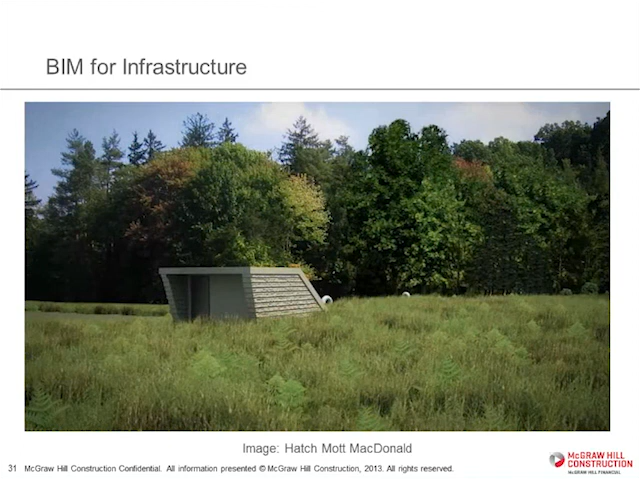 BIM for Infrastructure
Image: Hatch Mott MacDonald
31 McGraw Hill Construction Confidential. All information presented © McGraw Hill Construction, 2013. All rights reserved.
McGRAW HILL
CONSTRUCTION
McGRAW HILL FINANCIAL